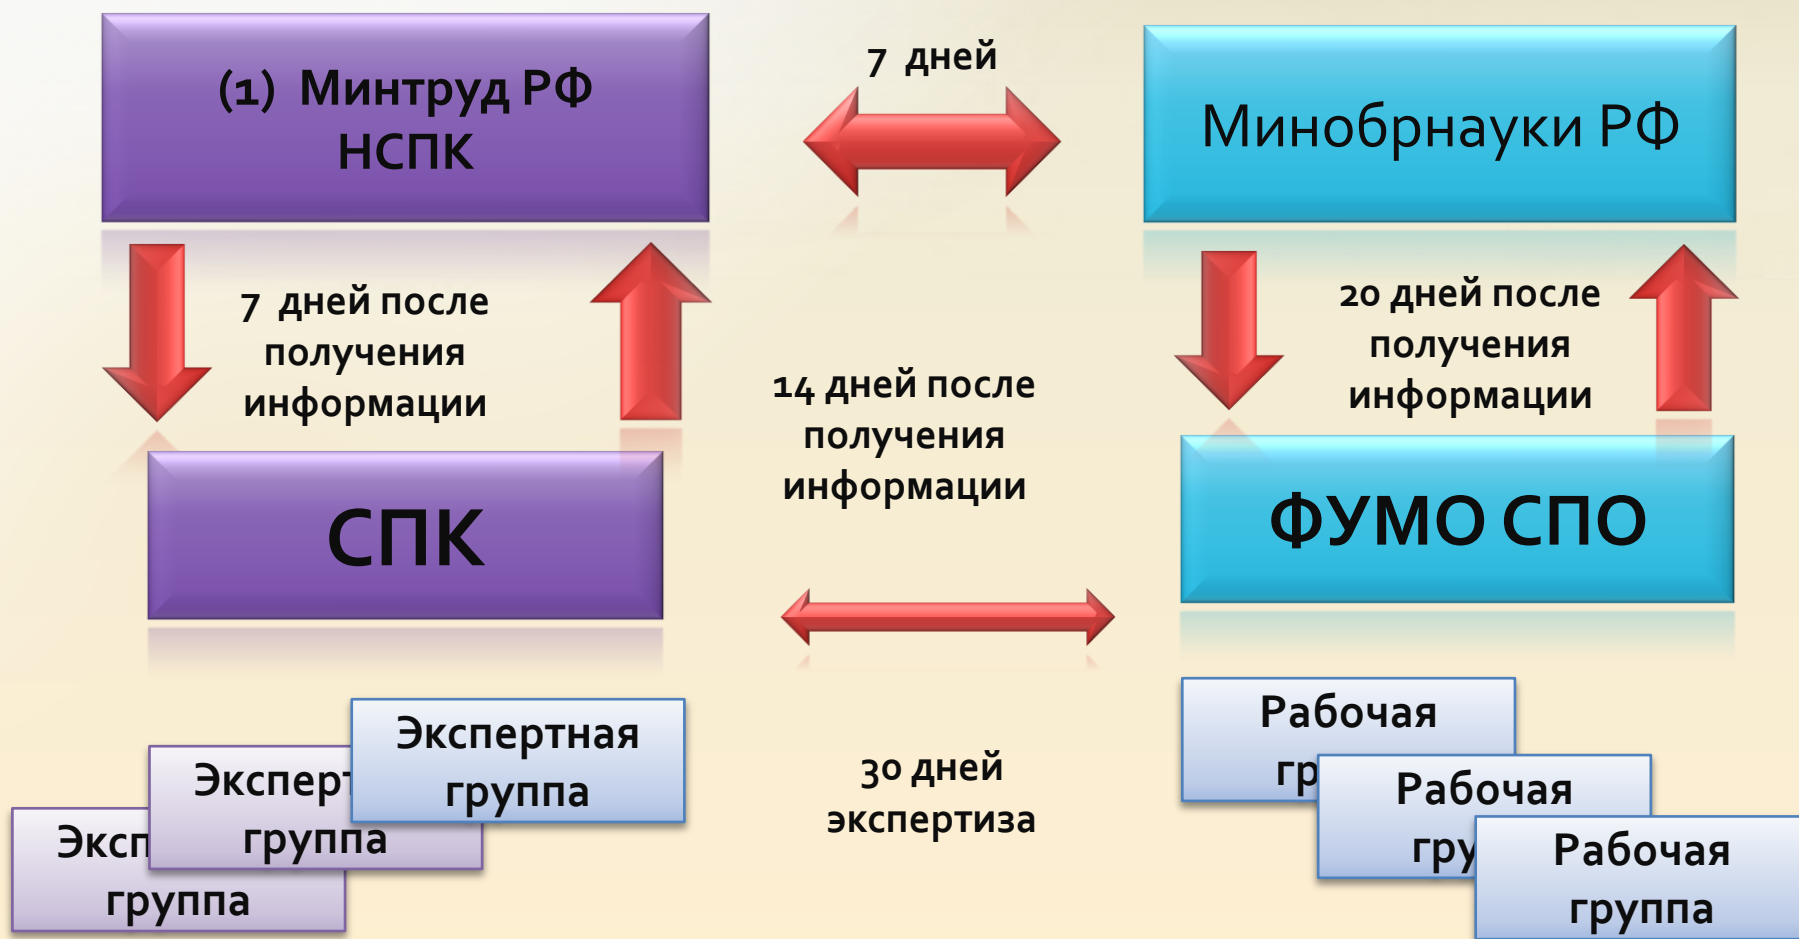 (1) Минтруд РФ
НСПК
7 дней
Минобрнауки РФ
7 дней после
получения
информации
14 дней после
получения
информации
20 дней после
получения
информации
СПК
ФУМО СПО
Экспертная
группа
Эксперт
группа
Эксп
группа
30 дней
экспертиза
Рабочая
гр
Рабочая
гру
Рабочая
группа